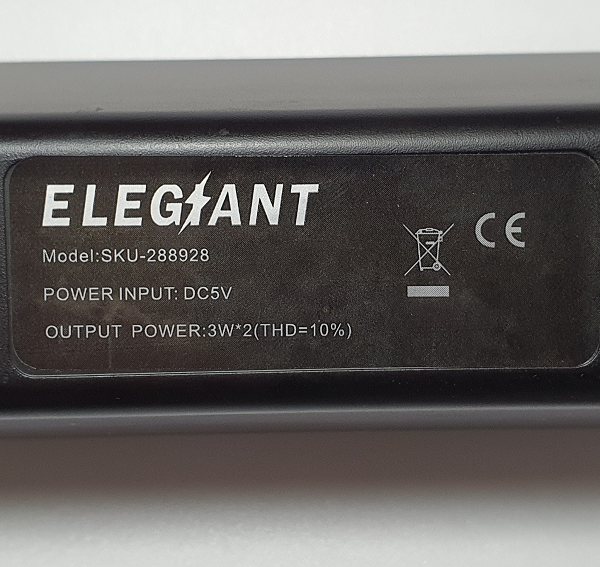 ELEGIANT
Model:SKU-288928
POWER INPUT: DC5V
OUTPUT POWER:3W*2(THD=10%)
CE